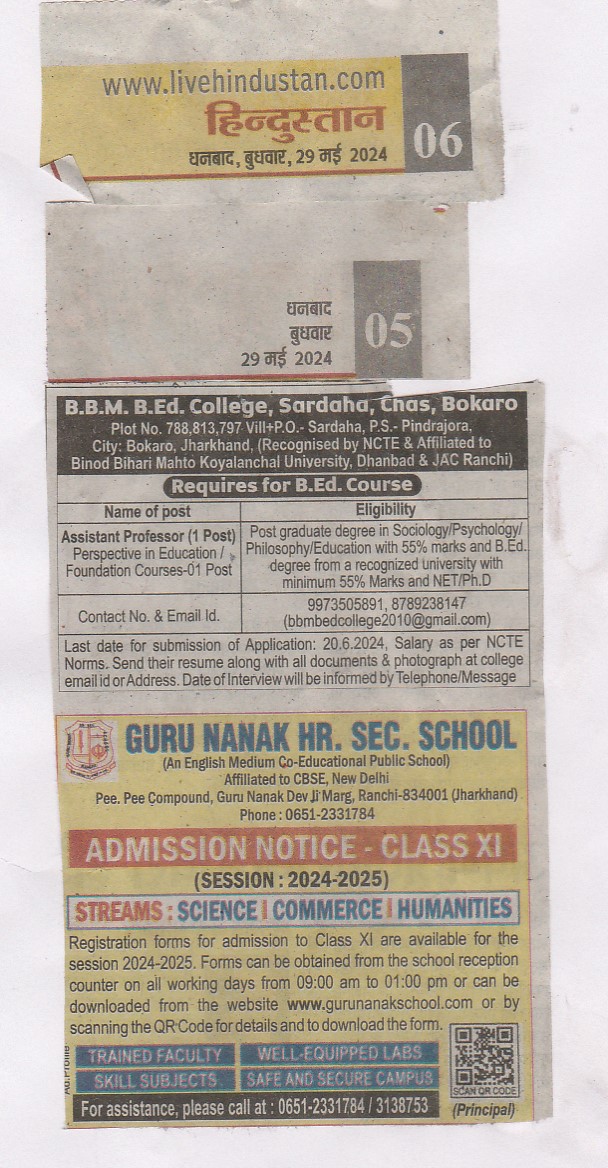 www.livehindustan.com
हिन्दुस्तान
धनबाद, बुधवार, 29 मई 2024
06
धनबाद
बुधवार
29 मई 2024
05
B.B.M. B.Ed. College, Sardaha, Chas, Bokaro
Plot No. 788,813,797 Vill+P.O.- Sardaha, P.S.- Pindrajora,
City: Bokaro, Jharkhand, (Recognised by NCTE & Affiliated to
Binod Bihari Mahto Koyalanchal University, Dhanbad & JAC Ranchi)
Requires for B.Ed. Course
Name of post
Eligibility
Assistant Professor (1 Post)
Perspective in Education /
Foundation Courses-01 Post
Post graduate degree in Sociology/Psychology/
Philosophy/Education with 55% marks and B.Ed.
degree from a recognized university with
minimum 55% Marks and NET/Ph.D
Contact No. & Email Id.
9973505891, 8789238147
(bbmbedcollege2010@gmail.com)
Last date for submission of Application: 20.6.2024, Salary as per NCTE
Norms. Send their resume along with all documents & photograph at college
email id or Address. Date of Interview will be informed by Telephone/Message
GURU NANAK HR. SEC. SCHOOL
(An English Medium Co-Educational Public School)
Affiliated to CBSE, New Delhi
Pee. Pee Compound, Guru Nanak Dev Ji Marg, Ranchi-834001 (Jharkhand)
Phone : 0651-2331784
ADMISSION NOTICE - CLASS XI
(SESSION : 2024-2025)
STREAMS : SCIENCE | COMMERCE | HUMANITIES
Registration forms for admission to Class XI are available for the
session 2024-2025. Forms can be obtained from the school reception
counter on all working days from 09:00 am to 01:00 pm or can be
downloaded from the website www.gurunanakschool.com or by
scanning the QR Code for details and to download the form.
TRAINED FACULTY
WELL-EQUIPPED LABS
SKILL SUBJECTS
SAFE AND SECURE CAMPUS
SCAN QR CODE
For assistance, please call at : 0651-2331784 / 3138753
(Principal)
Ad.Profile